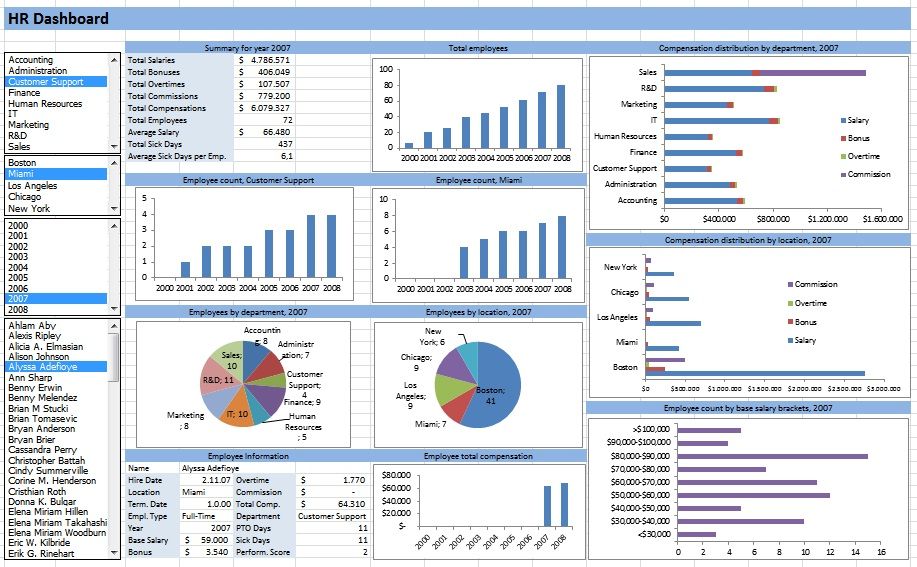 HR Dashboard
Accounting
Administration
Customer Support
Finance
Human Resources
IT
Marketing
R&D
Sales
Boston
Miami
Los Angeles
Chicago
New York
2000
2001
2002
2003
2004
2005
2006
2007
2008
Ahlam Aby
Alexis Ripley
Alicia A. Elmasian
Alison Johnson
Alyssa Adefioye
Ann Sharp
Benny Erwin
Benny Melendez
Brian M Stucki
Brian Tomasevic
Bryan Anderson
Bryan Brier
Cassandra Perry
Christopher Battah
Cindy Summerville
Corine M. Henderson
Cristhian Roth
Donna K. Bulgar
Elena Miriam Hillen
Elena Miriam Takahashi
Elena Miriam Woodburn
Eric W. Kilbride
Erik G. Rinehart
Summary for year 2007
Total Salaries $ 4.786.571
Total Bonuses $ 406.049
Total Overtimes $ 107.507
Total Commissions $ 779.200
Total Compensations $ 6.079.327
Total Employees 72
Average Salary $ 66.480
Total Sick Days 437
Average Sick Days per Emp. 6,1
Total employees
100
80
60
40
20
0
2000 2001 2002 2003 2004 2005 2006 2007 2008
Compensation distribution by department, 2007
Sales
R&D
Marketing
IT
Human Resources
Finance
Customer Support
Administration
Accounting
$0 $400.000 $800.000 $1.200.000 $1.600.000
Salary
Bonus
Overtime
Commission
Employee count, Customer Support
5
4
3
2
1
0
2000 2001 2002 2003 2004 2005 2006 2007 2008
Employee count, Miami
10
8
6
4
2
0
2000 2001 2002 2003 2004 2005 2006 2007 2008
Compensation distribution by location, 2007
New York
Chicago
Los Angeles
Miami
Boston
$0 $500.000 $1.000.000 $1.500.000 $2.000.000 $2.500.000 $3.000.000
Commission
Overtime
Bonus
Salary
Employees by department, 2007
Accountin
g; 8
Administr
ation; 7
Customer
Support;
4
Finance; 9
Human
Resources
; 5
IT; 10
Marketing
; 8
R&D; 11
Sales;
10
Employees by location, 2007
New
York; 6
Chicago;
9
Los
Angeles;
9
Miami; 7
Boston;
41
Employee count by base salary brackets, 2007
>$100,000
$90,000-$100,000
$80,000-$90,000
$70,000-$80,000
$60,000-$70,000
$50,000-$60,000
$40,000-$50,000
$30,000-$40,000
<$30,000
0 2 4 6 8 10 12 14 16
Employee Information
Name Alyssa Adefioye
Hire Date 2.11.07 Overtime $ 1.770
Location Miami Commission $ -
Term. Date 1.0.00 Total Comp. $ 64.310
Empl. Type Full-Time Department Customer Support
Year 2007 PTO Days 11
Base Salary $ 59.000 Sick Days 11
Bonus $ 3.540 Perform. Score 2
Employee total compensation
$80.000
$60.000
$40.000
$20.000
$-
2000 2001 2002 2003 2004 2005 2006 2007 2008